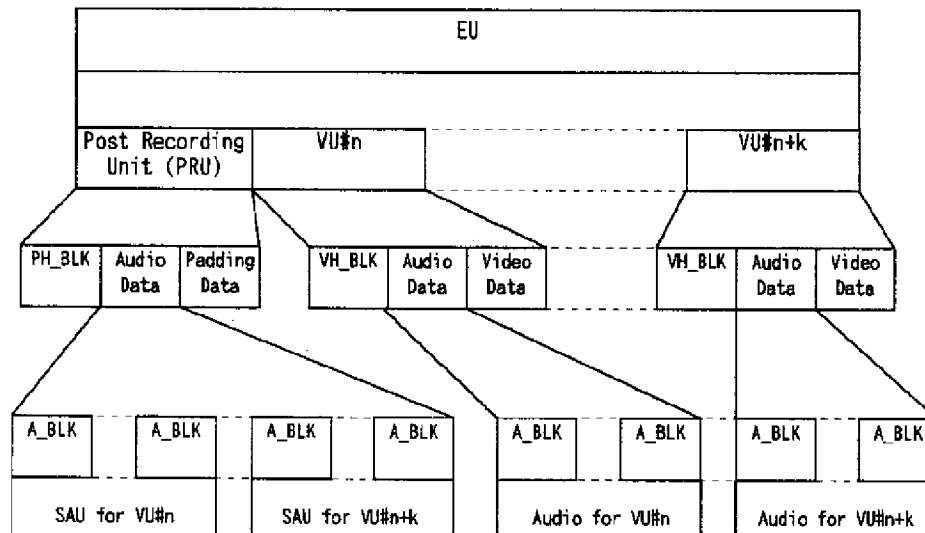 EU
Post Recording
Unit (PRU)
VU#n
VU#n+k
PH_BLK
Audio
Data
Padding
Data
VH_BLK
Audio
Data
Video
Data
VH_BLK
Audio
Data
Video
Data
A_BLK
A_BLK
A_BLK
A_BLK
A_BLK
A_BLK
A_BLK
A_BLK
SAU for VU#n
SAU for VU#n+k
Audio for VU#n
Audio for VU#n+k